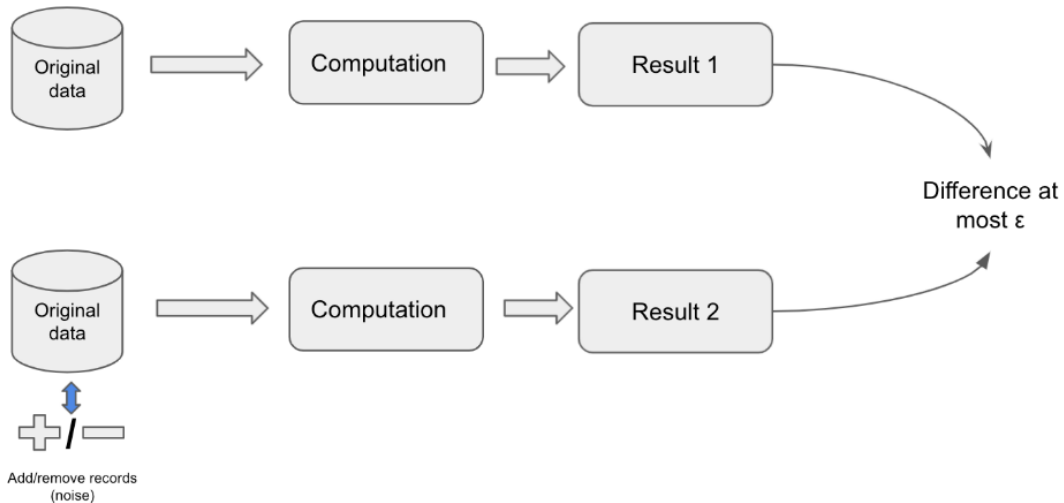 Original
data
Computation
Result 1
Difference at
most ε
Original
data
Computation
Result 2
+ / −
Add/remove records
(noise)